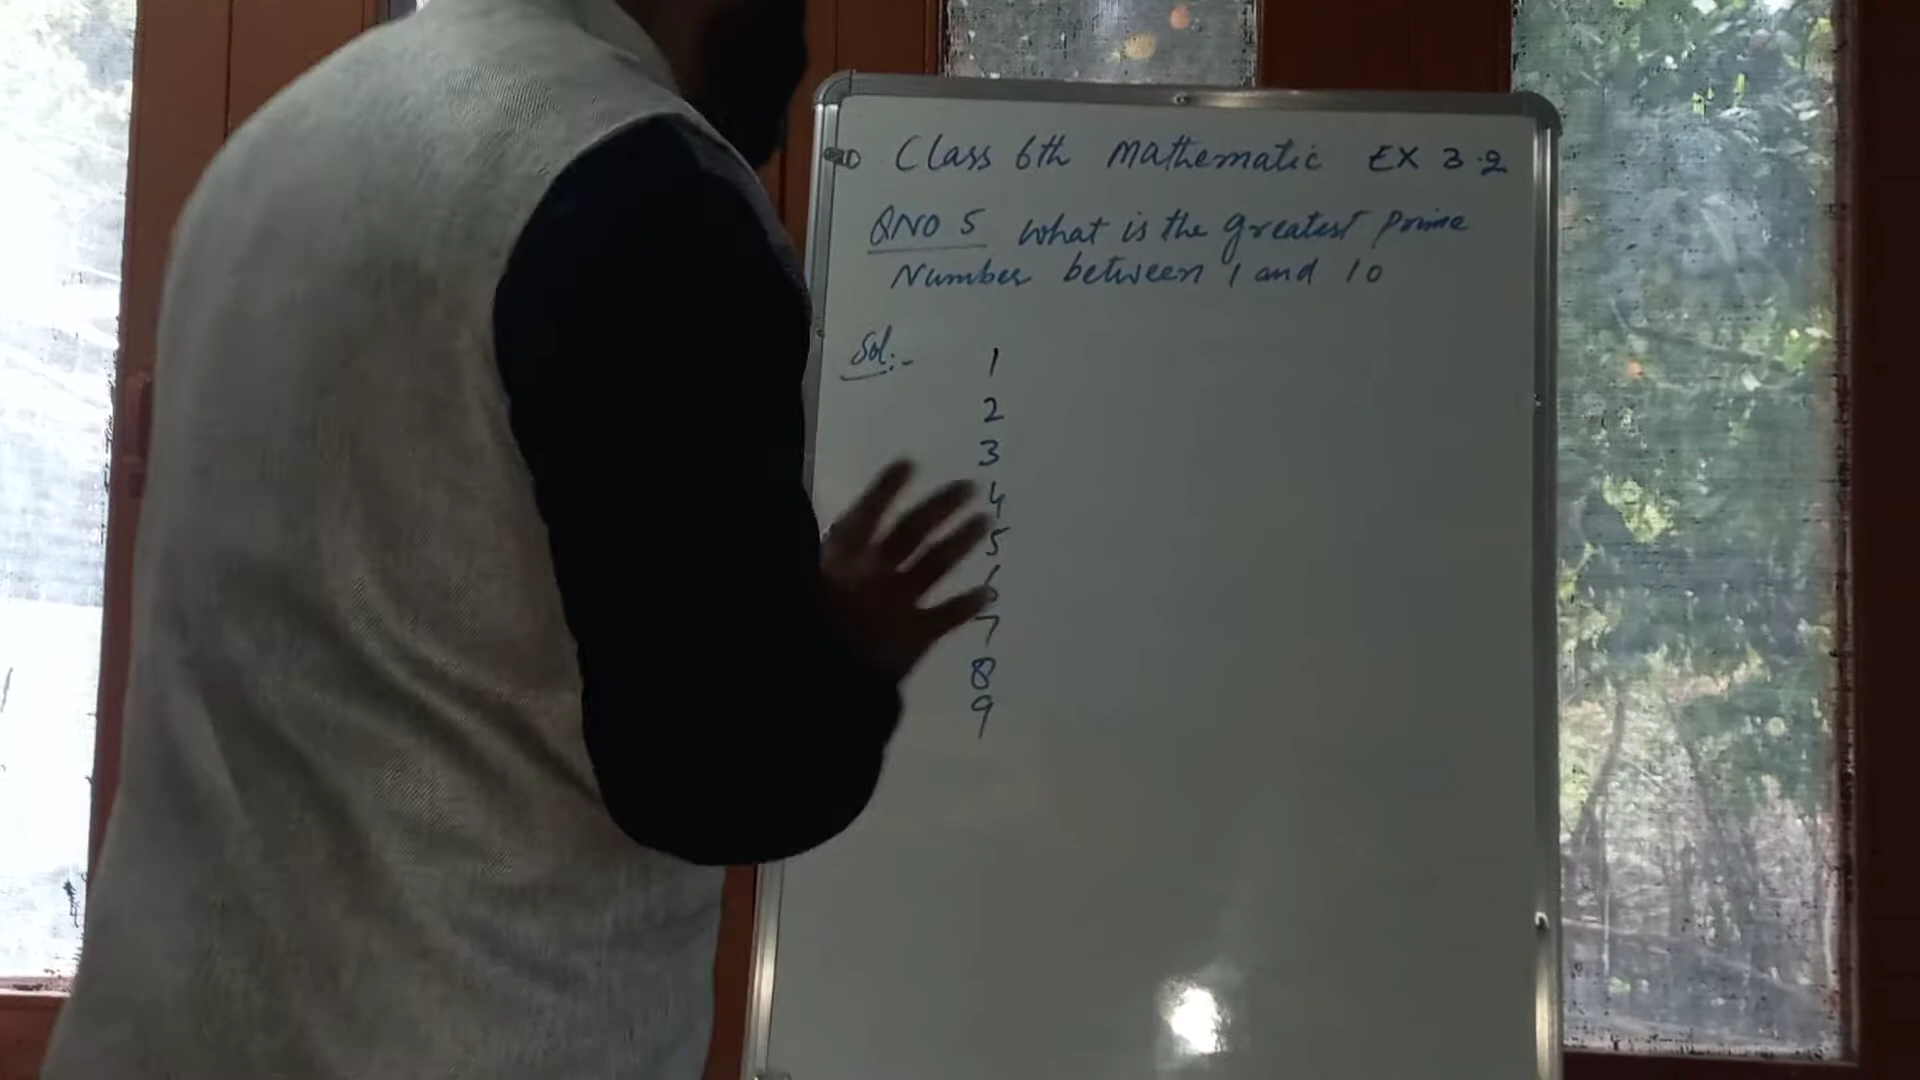 Class 6th Mathematic EX 3.2
QNO 5 What is the greatest Prime
Number between 1 and 10
Sol:-
1
2
3
4
5
6
7
8
9